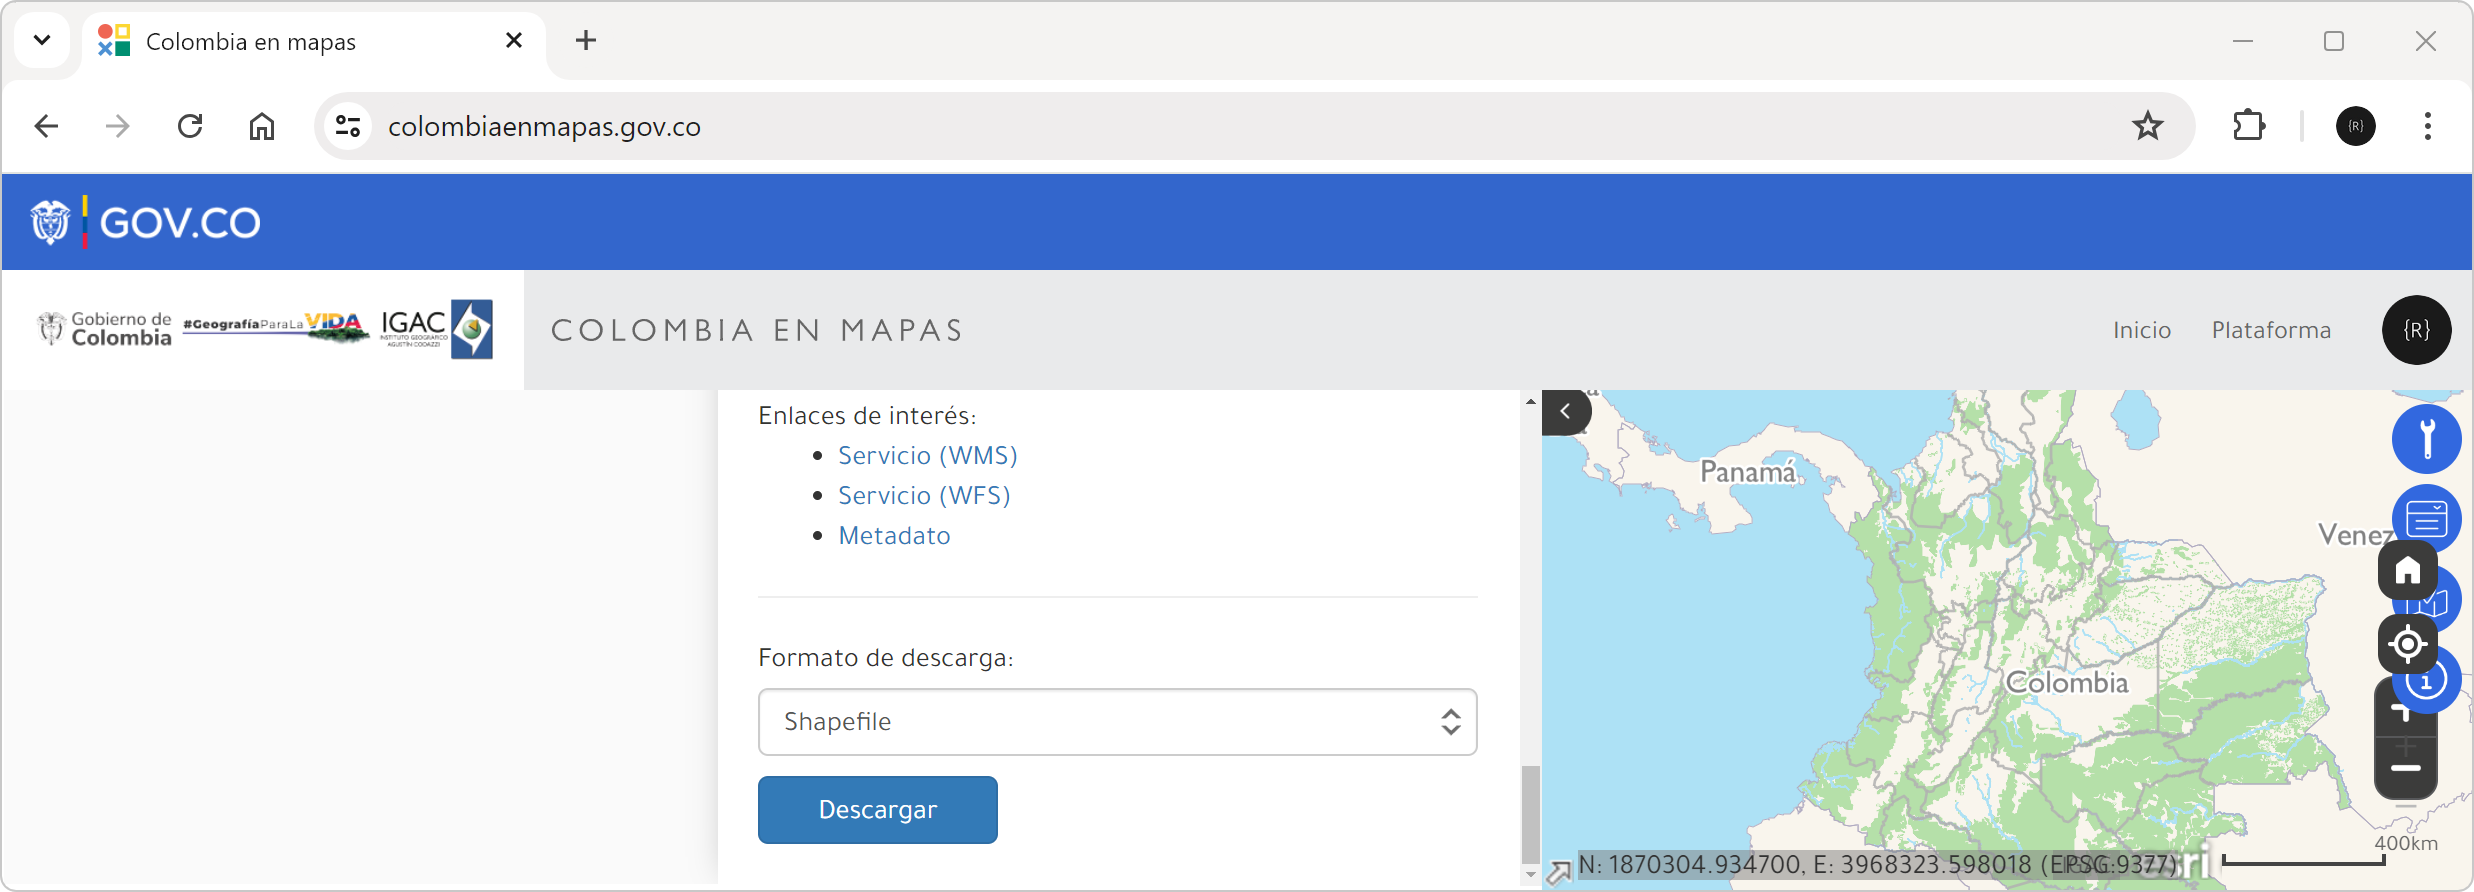 Colombia en mapas
colombiaenmapas.gov.co
{R}
GOV.CO
Gobierno de
Colombia
#GeografíaParaLaVIDA
IGAC
INSTITUTO GEOGRÁFICO
AGUSTÍN CODAZZI
COLOMBIA EN MAPAS
Inicio
Plataforma
{R}
Enlaces de interés:
Servicio (WMS)
Servicio (WFS)
Metadato
Formato de descarga:
Shapefile
Descargar
Panamá
Venez
Colombia
400km
N: 1870304.934700, E: 3968323.598018 (EPSG:9377)